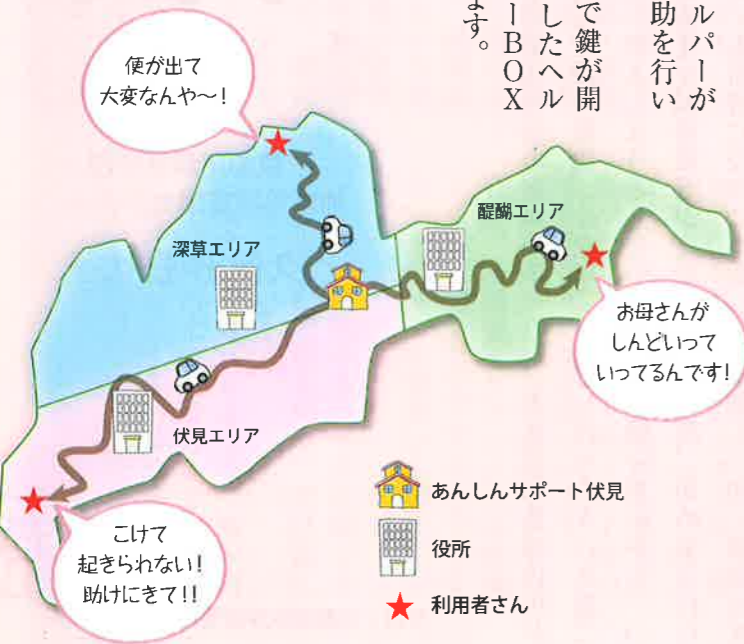 ルパーが
助を行い
で鍵が開
したヘル
ーBOX
ます。
便が出て
大変なんや～！
深草エリア
醍醐エリア
お母さんが
しんどいって
いってるんです！
伏見エリア
こけて
起きられない！
助けにきて！！
あんしんサポート伏見
役所
利用者さん